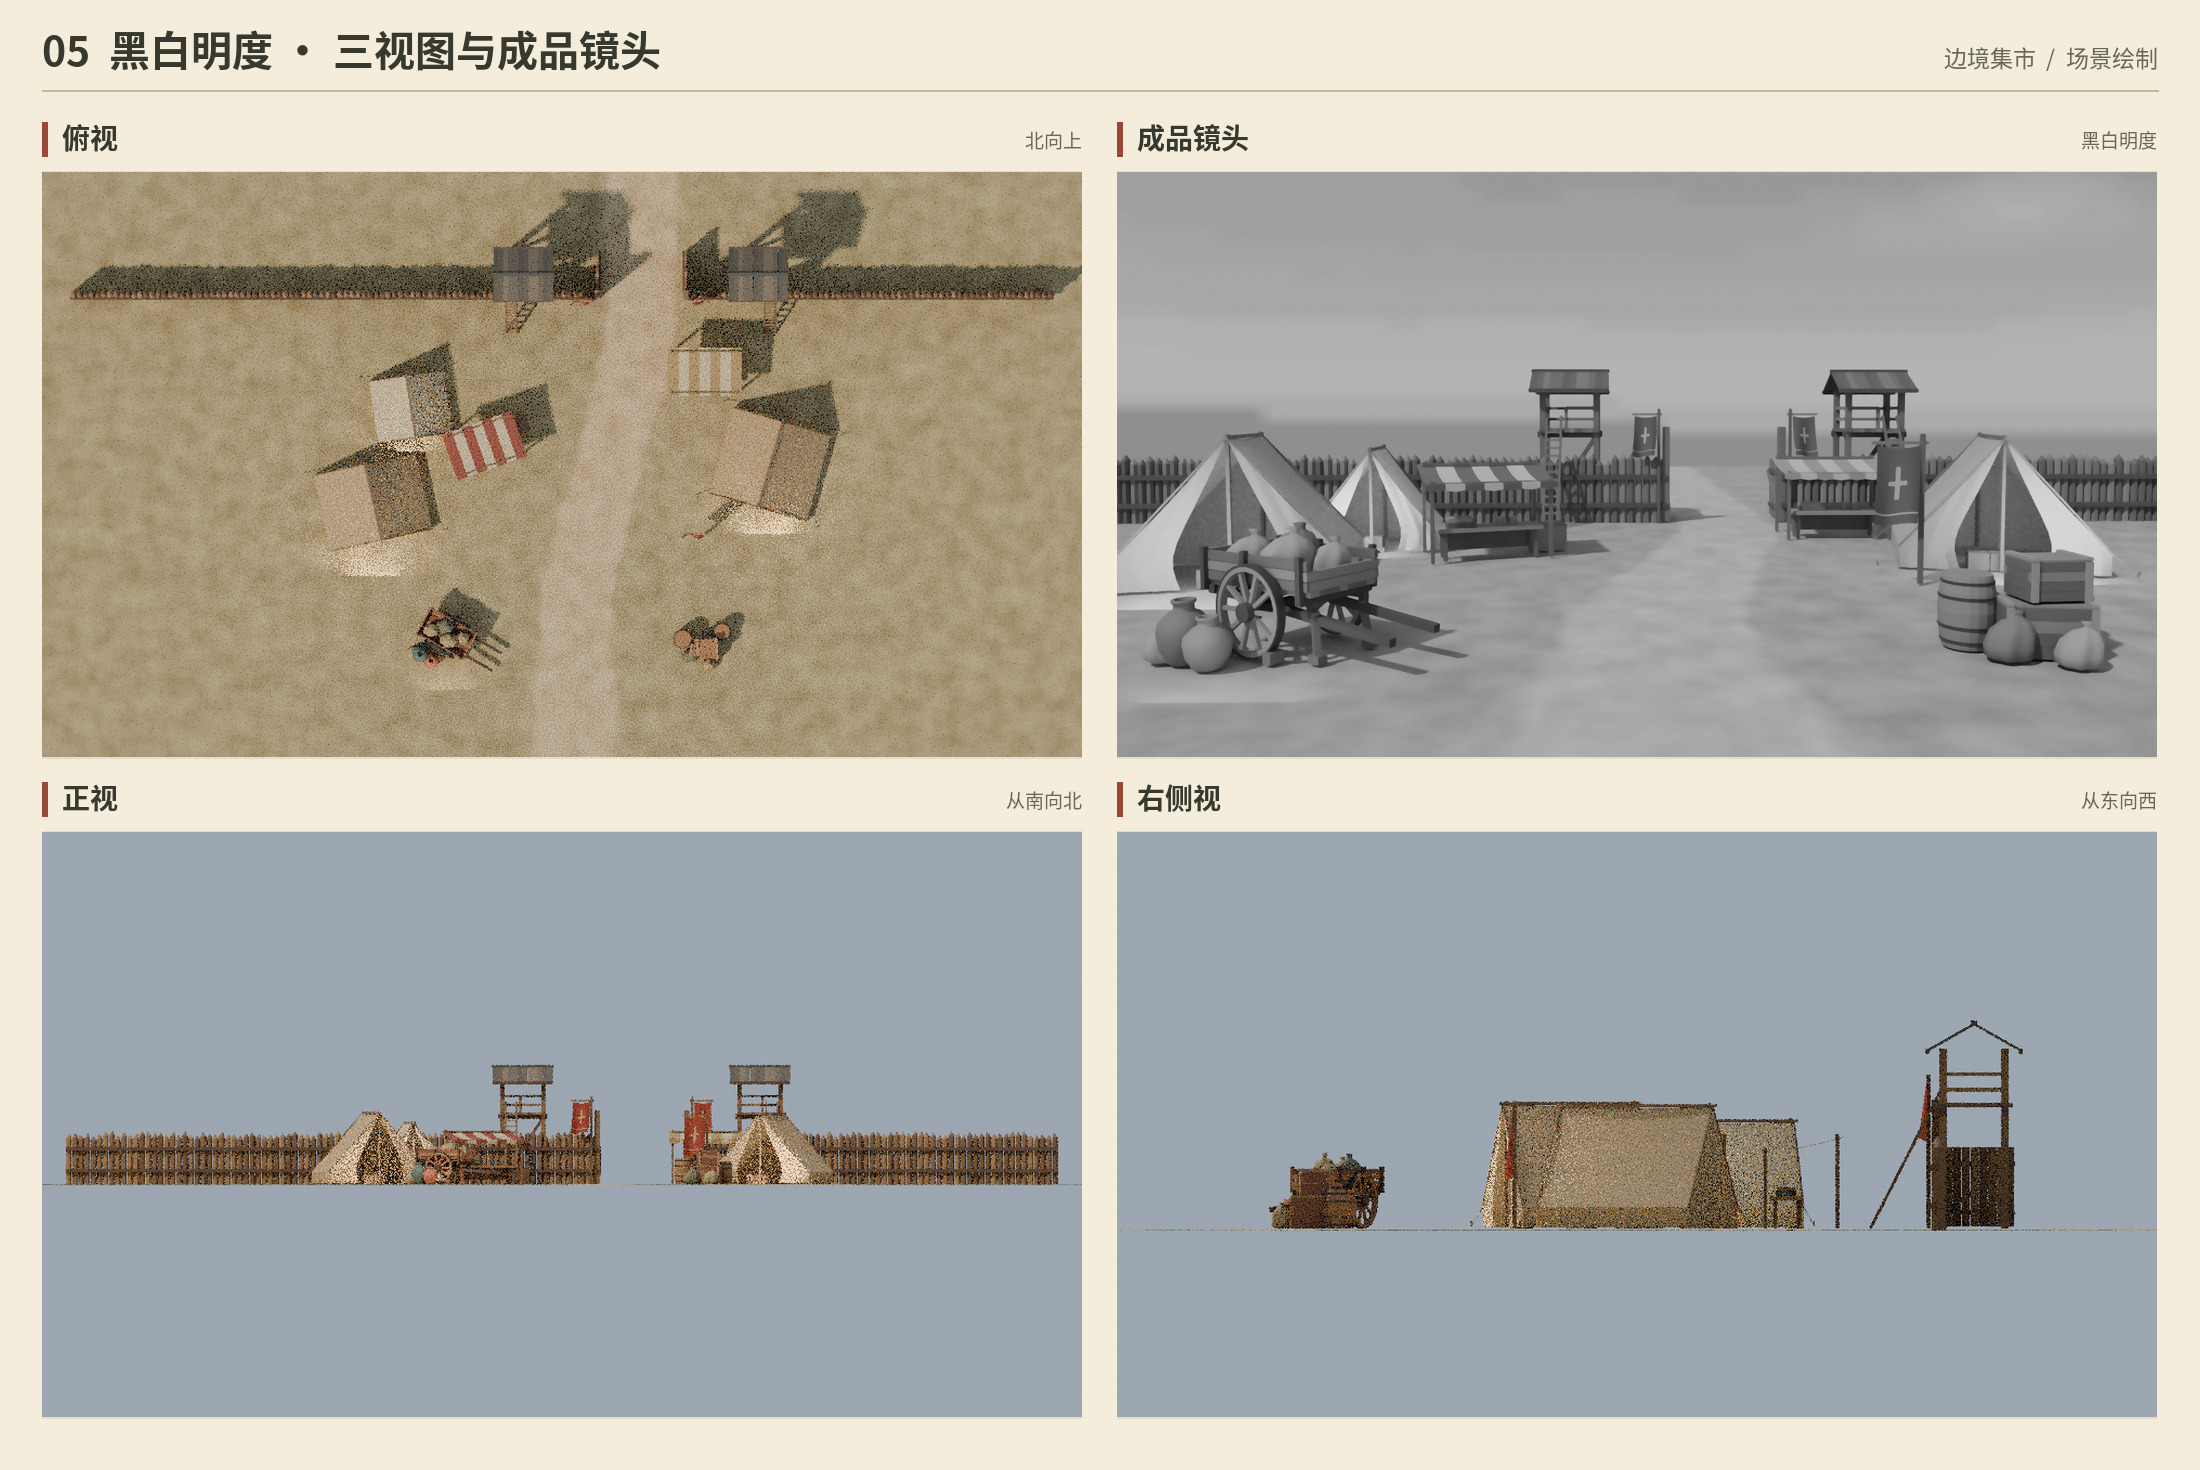 05 黑白明度 · 三视图与成品镜头
边境集市 / 场景绘制
俯视
北向上
成品镜头
黑白明度
正视
从南向北
右侧视
从东向西